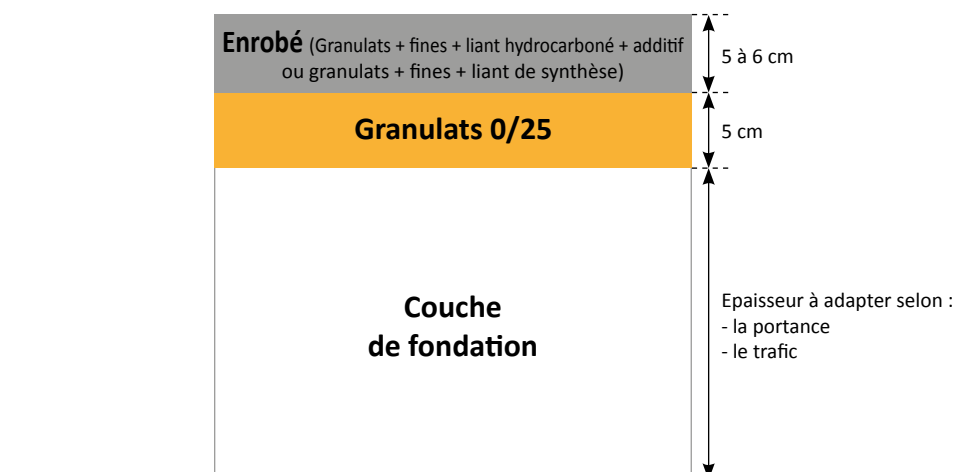 Enrobé (Granulats + fines + liant hydrocarboné + additif
ou granulats + fines + liant de synthèse)
5 à 6 cm
Granulats 0/25
5 cm
Couche
de fondation
Epaisseur à adapter selon :
- la portance
- le trafic